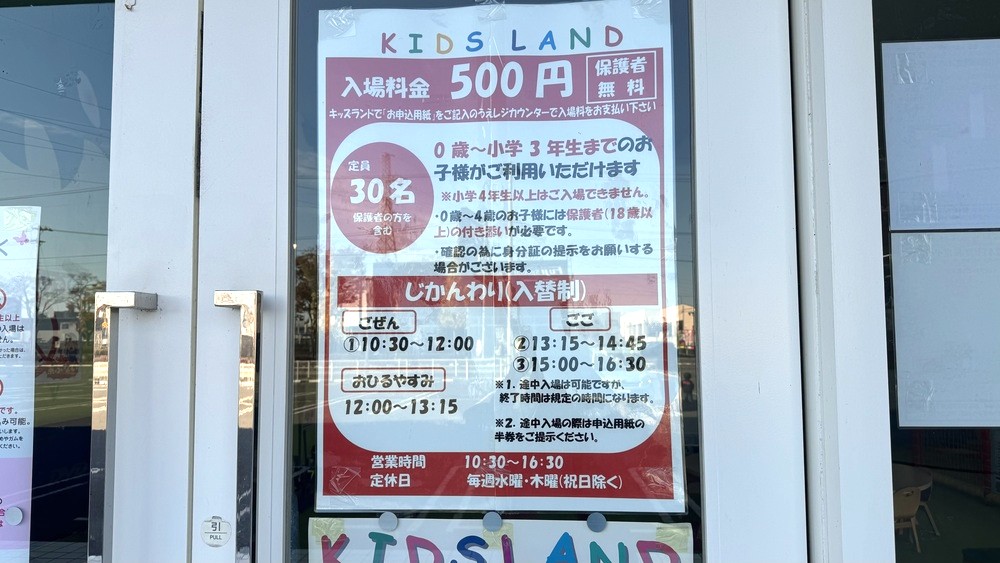 KIDS LAND
入場料金 500円 保護者無料
キッズランドで「お申込用紙」をご記入のうえレジカウンターで入場料をお支払い下さい
定員
30名
保護者の方を
含む
0歳～小学3年生までのお
子様がご利用いただけます
※小学4年生以上はご入場できません。
・0歳～4歳のお子様には保護者(18歳以
上)の付き添いが必要です。
・確認の為に身分証の提示をお願いする
場合がございます。
じかんわり(入替制)
ごぜん
①10:30～12:00
おひるやすみ
12:00～13:15
ごご
②13:15～14:45
③15:00～16:30
※1. 途中入場は可能ですが、
終了時間は規定の時間になります。
※2. 途中入場の際は申込用紙の
半券をご提示ください。
営業時間 10:30～16:30
定休日 毎週水曜・木曜(祝日除く)
KIDS LAND
引
PULL